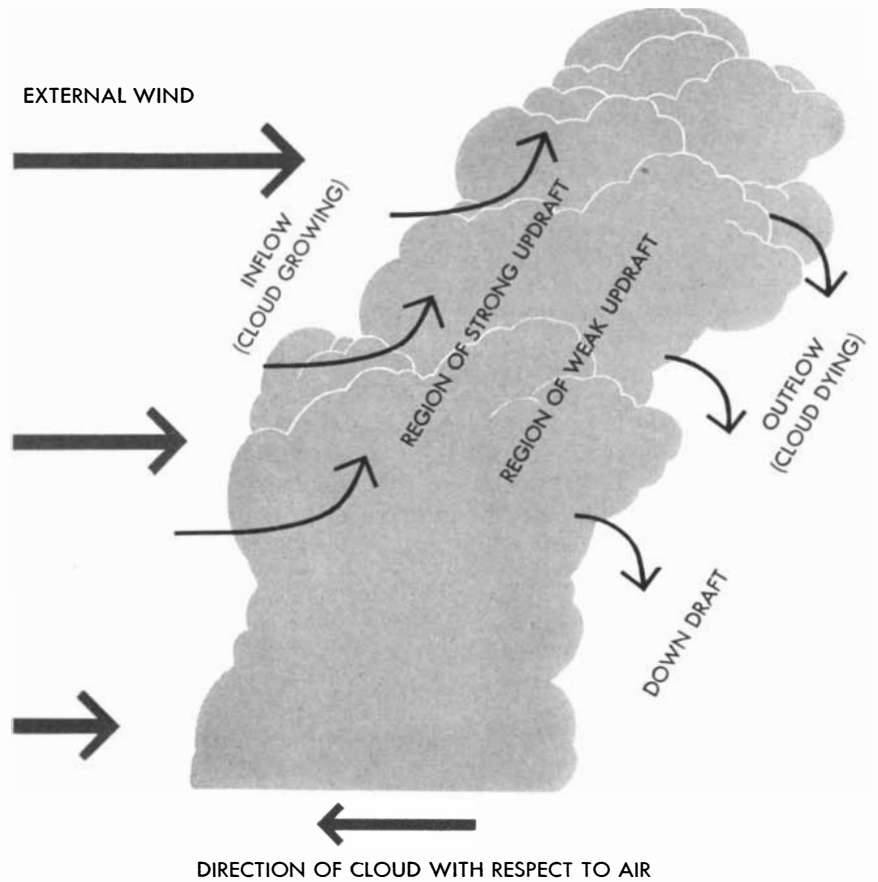 EXTERNAL WIND
INFLOW
(CLOUD GROWING)
REGION OF STRONG UPDRAFT
REGION OF WEAK UPDRAFT
OUTFLOW
(CLOUD DYING)
DOWN DRAFT
DIRECTION OF CLOUD WITH RESPECT TO AIR